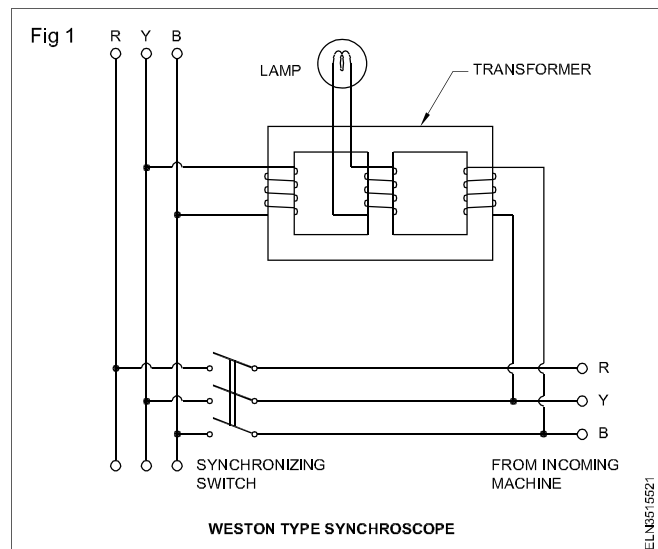 Fig 1
R Y B
LAMP
TRANSFORMER
R
Y
B
SYNCHRONIZING
SWITCH
FROM INCOMING
MACHINE
WESTON TYPE SYNCHROSCOPE
ELN3515521